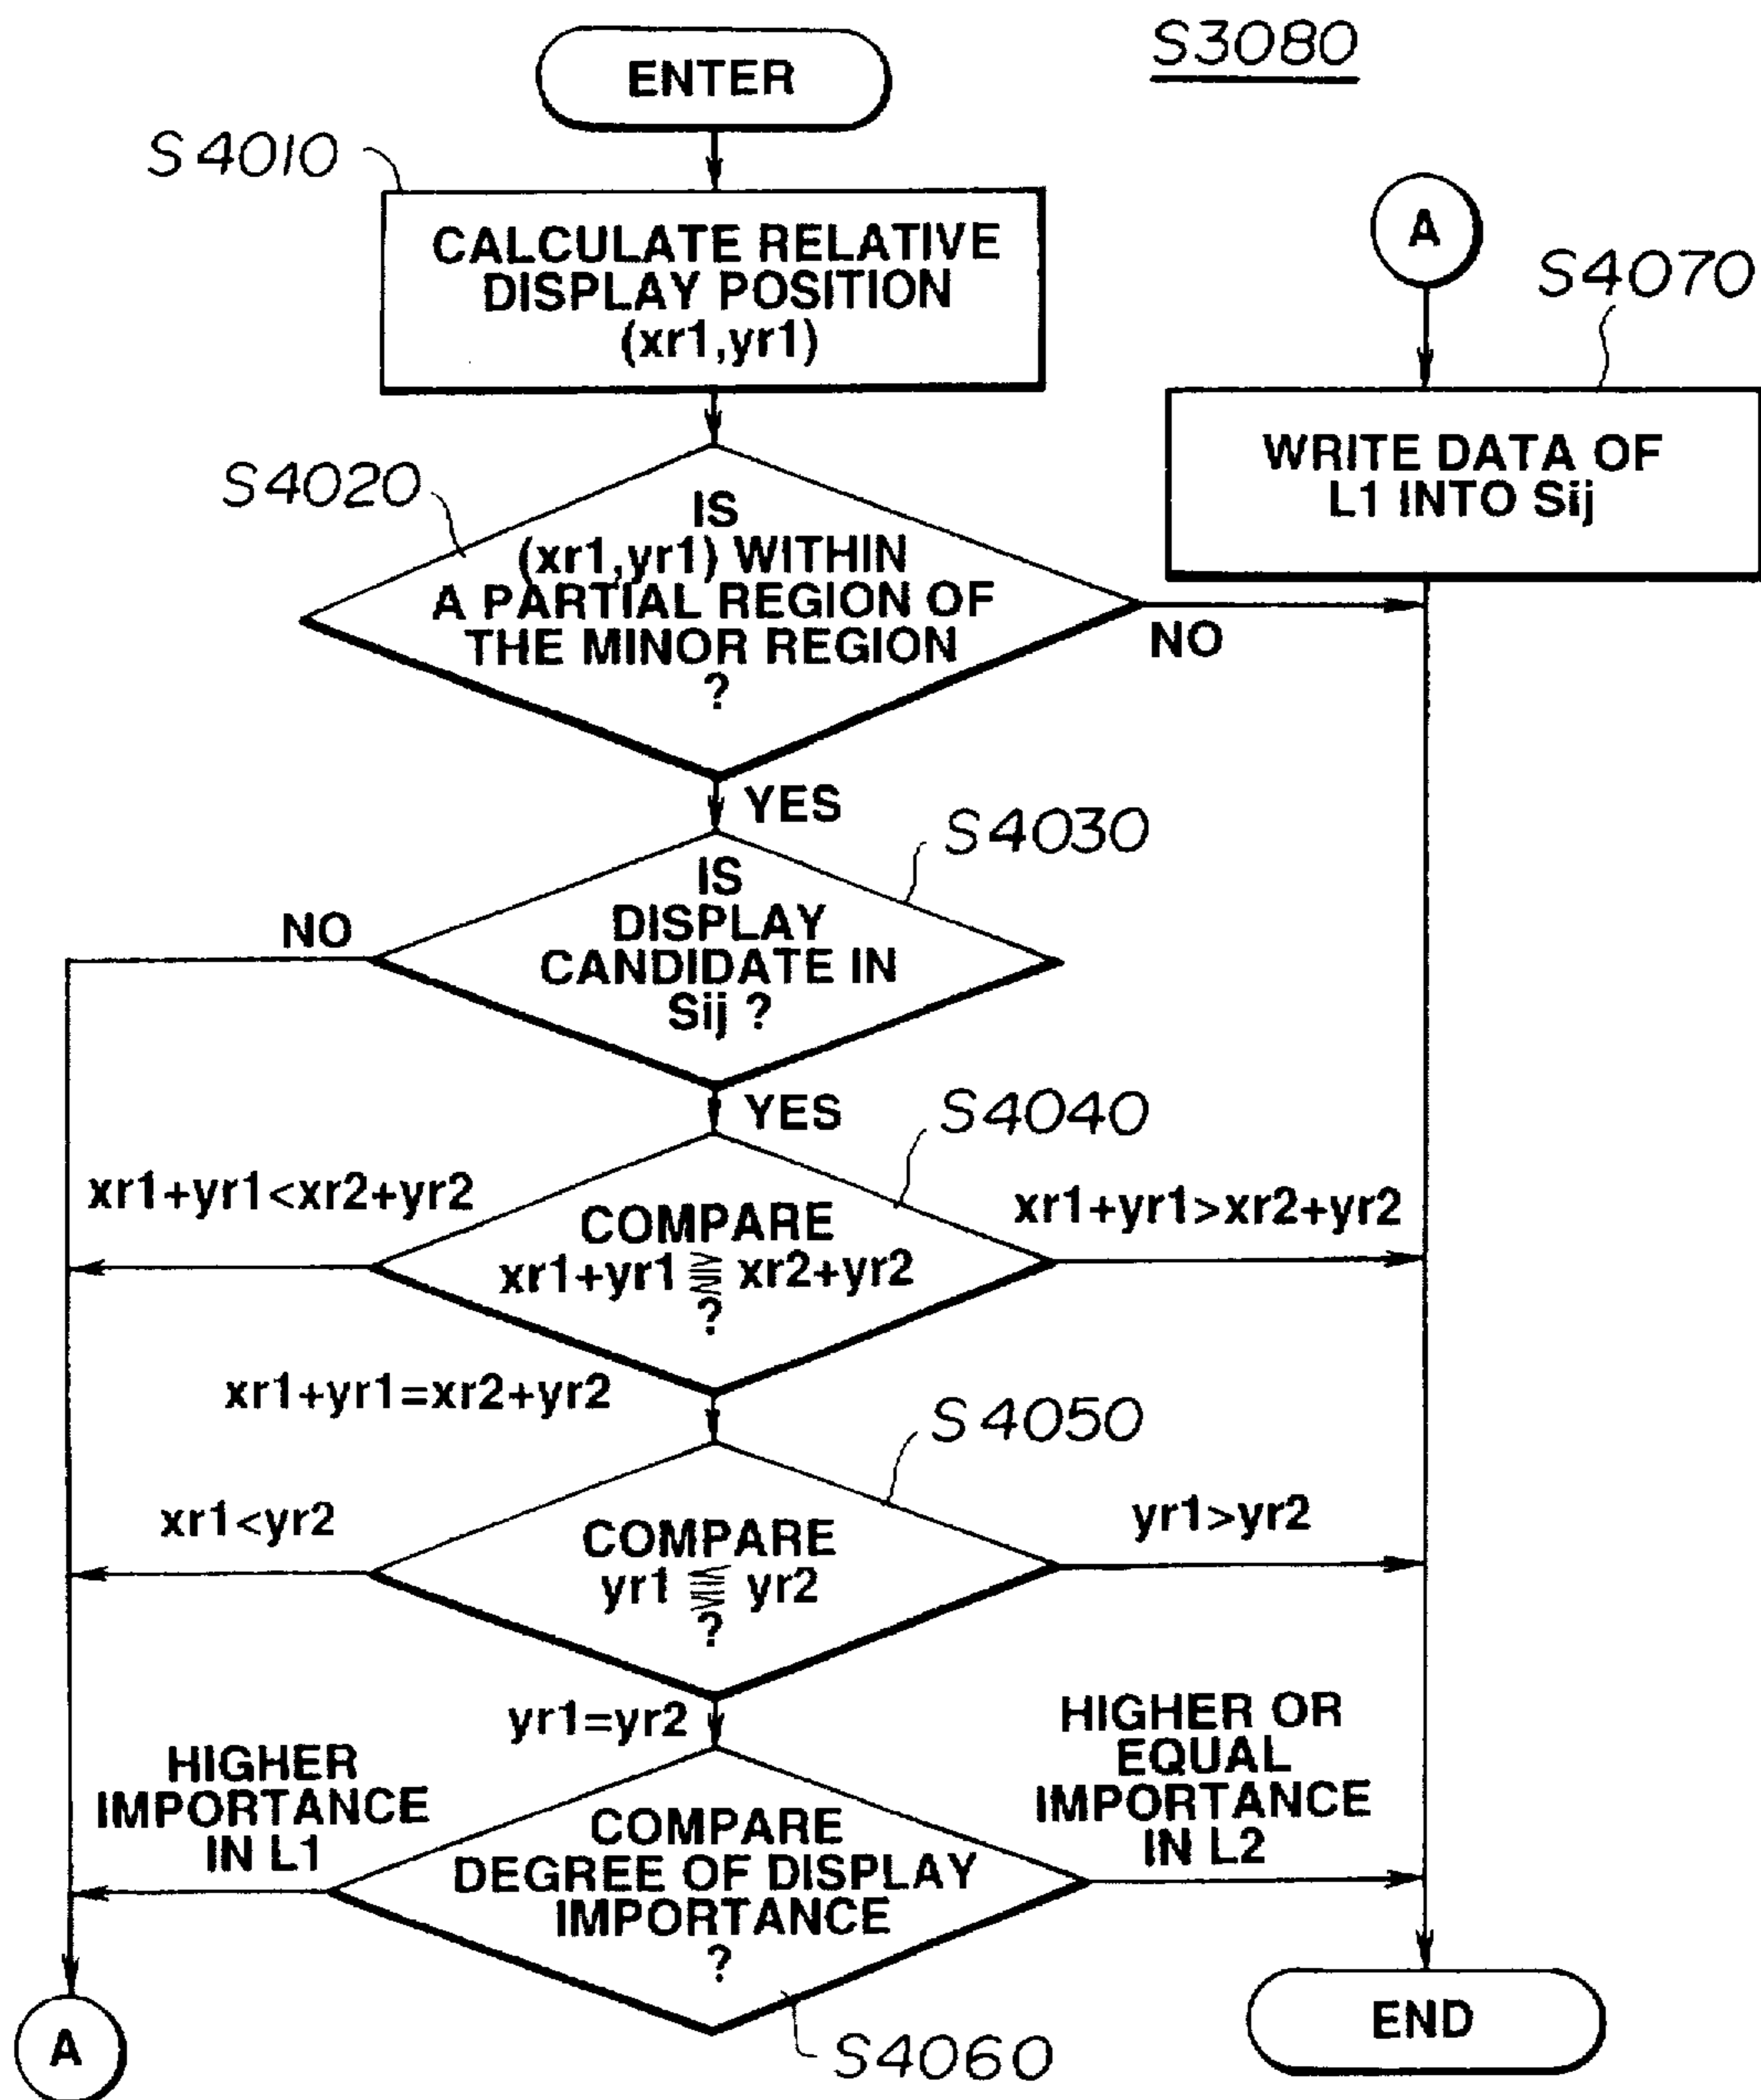 S3080
ENTER
S4010
CALCULATE RELATIVE
DISPLAY POSITION
(xr1,yr1)
A
S4070
WRITE DATA OF
L1 INTO Sij
S4020
IS
(xr1,yr1) WITHIN
A PARTIAL REGION OF
THE MINOR REGION
?
NO
YES
S4030
IS
DISPLAY
CANDIDATE IN
Sij ?
NO
YES
S4040
xr1+yr1<xr2+yr2
COMPARE
xr1+yr1 ⋛ xr2+yr2
?
xr1+yr1>xr2+yr2
xr1+yr1=xr2+yr2
S4050
xr1<yr2
COMPARE
yr1 ⋚ yr2
?
yr1>yr2
yr1=yr2
HIGHER
IMPORTANCE
IN L1
COMPARE
DEGREE OF DISPLAY
IMPORTANCE
?
HIGHER OR
EQUAL
IMPORTANCE
IN L2
S4060
A
END